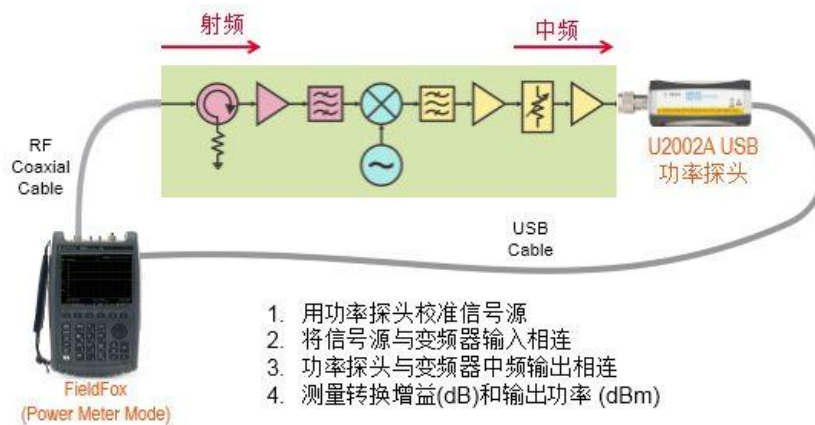 射频
中频
RF
Coaxial
Cable
U2002A USB
功率探头
USB
Cable
1. 用功率探头校准信号源
2. 将信号源与变频器输入相连
3. 功率探头与变频器中频输出相连
4. 测量转换增益(dB)和输出功率 (dBm)
FieldFox
(Power Meter Mode)